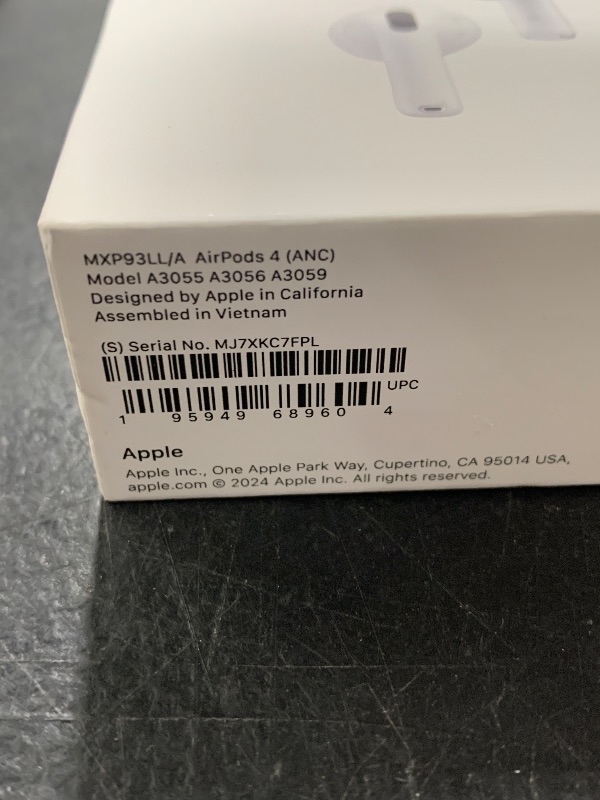 MXP93LL/A AirPods 4 (ANC)
Model A3055 A3056 A3059
Designed by Apple in California
Assembled in Vietnam
(S) Serial No. MJ7XKC7FPL
UPC
1 95949 68960 4
Apple
Apple Inc., One Apple Park Way, Cupertino, CA 95014 USA,
apple.com © 2024 Apple Inc. All rights reserved.